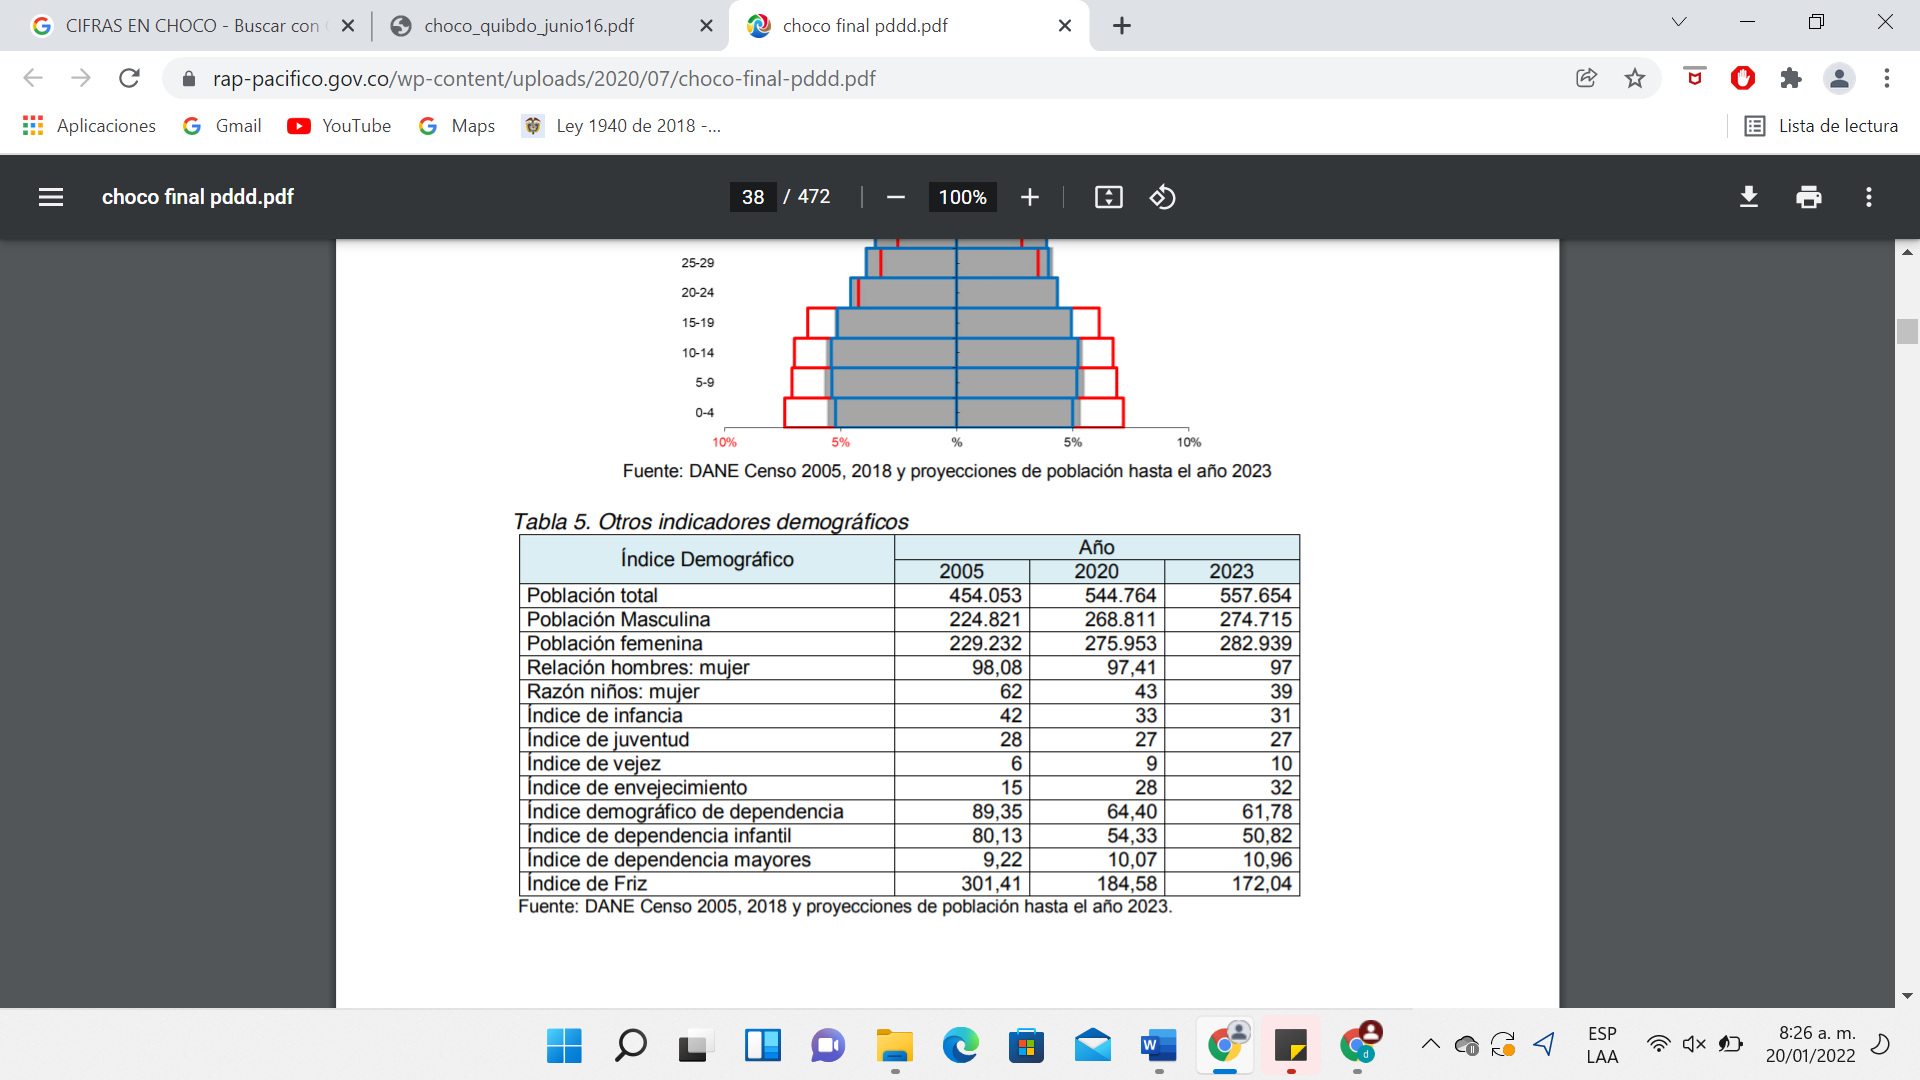 CIFRAS EN CHOCO - Buscar con
choco_quibdo_junio16.pdf
choco final pddd.pdf
rap-pacifico.gov.co/wp-content/uploads/2020/07/choco-final-pddd.pdf
Aplicaciones Gmail YouTube Maps Ley 1940 de 2018 -... Lista de lectura
choco final pddd.pdf 38 / 472 100%
25-29
20-24
15-19
10-14
5-9
0-4
10% 5% % 5% 10%
Fuente: DANE Censo 2005, 2018 y proyecciones de población hasta el año 2023
Tabla 5. Otros indicadores demográficos
Índice Demográfico Año
2005 2020 2023
Población total 454.053 544.764 557.654
Población Masculina 224.821 268.811 274.715
Población femenina 229.232 275.953 282.939
Relación hombres: mujer 98,08 97,41 97
Razón niños: mujer 62 43 39
Índice de infancia 42 33 31
Índice de juventud 28 27 27
Índice de vejez 6 9 10
Índice de envejecimiento 15 28 32
Índice demográfico de dependencia 89,35 64,40 61,78
Índice de dependencia infantil 80,13 54,33 50,82
Índice de dependencia mayores 9,22 10,07 10,96
Índice de Friz 301,41 184,58 172,04
Fuente: DANE Censo 2005, 2018 y proyecciones de población hasta el año 2023.
ESP
LAA
8:26 a. m.
20/01/2022